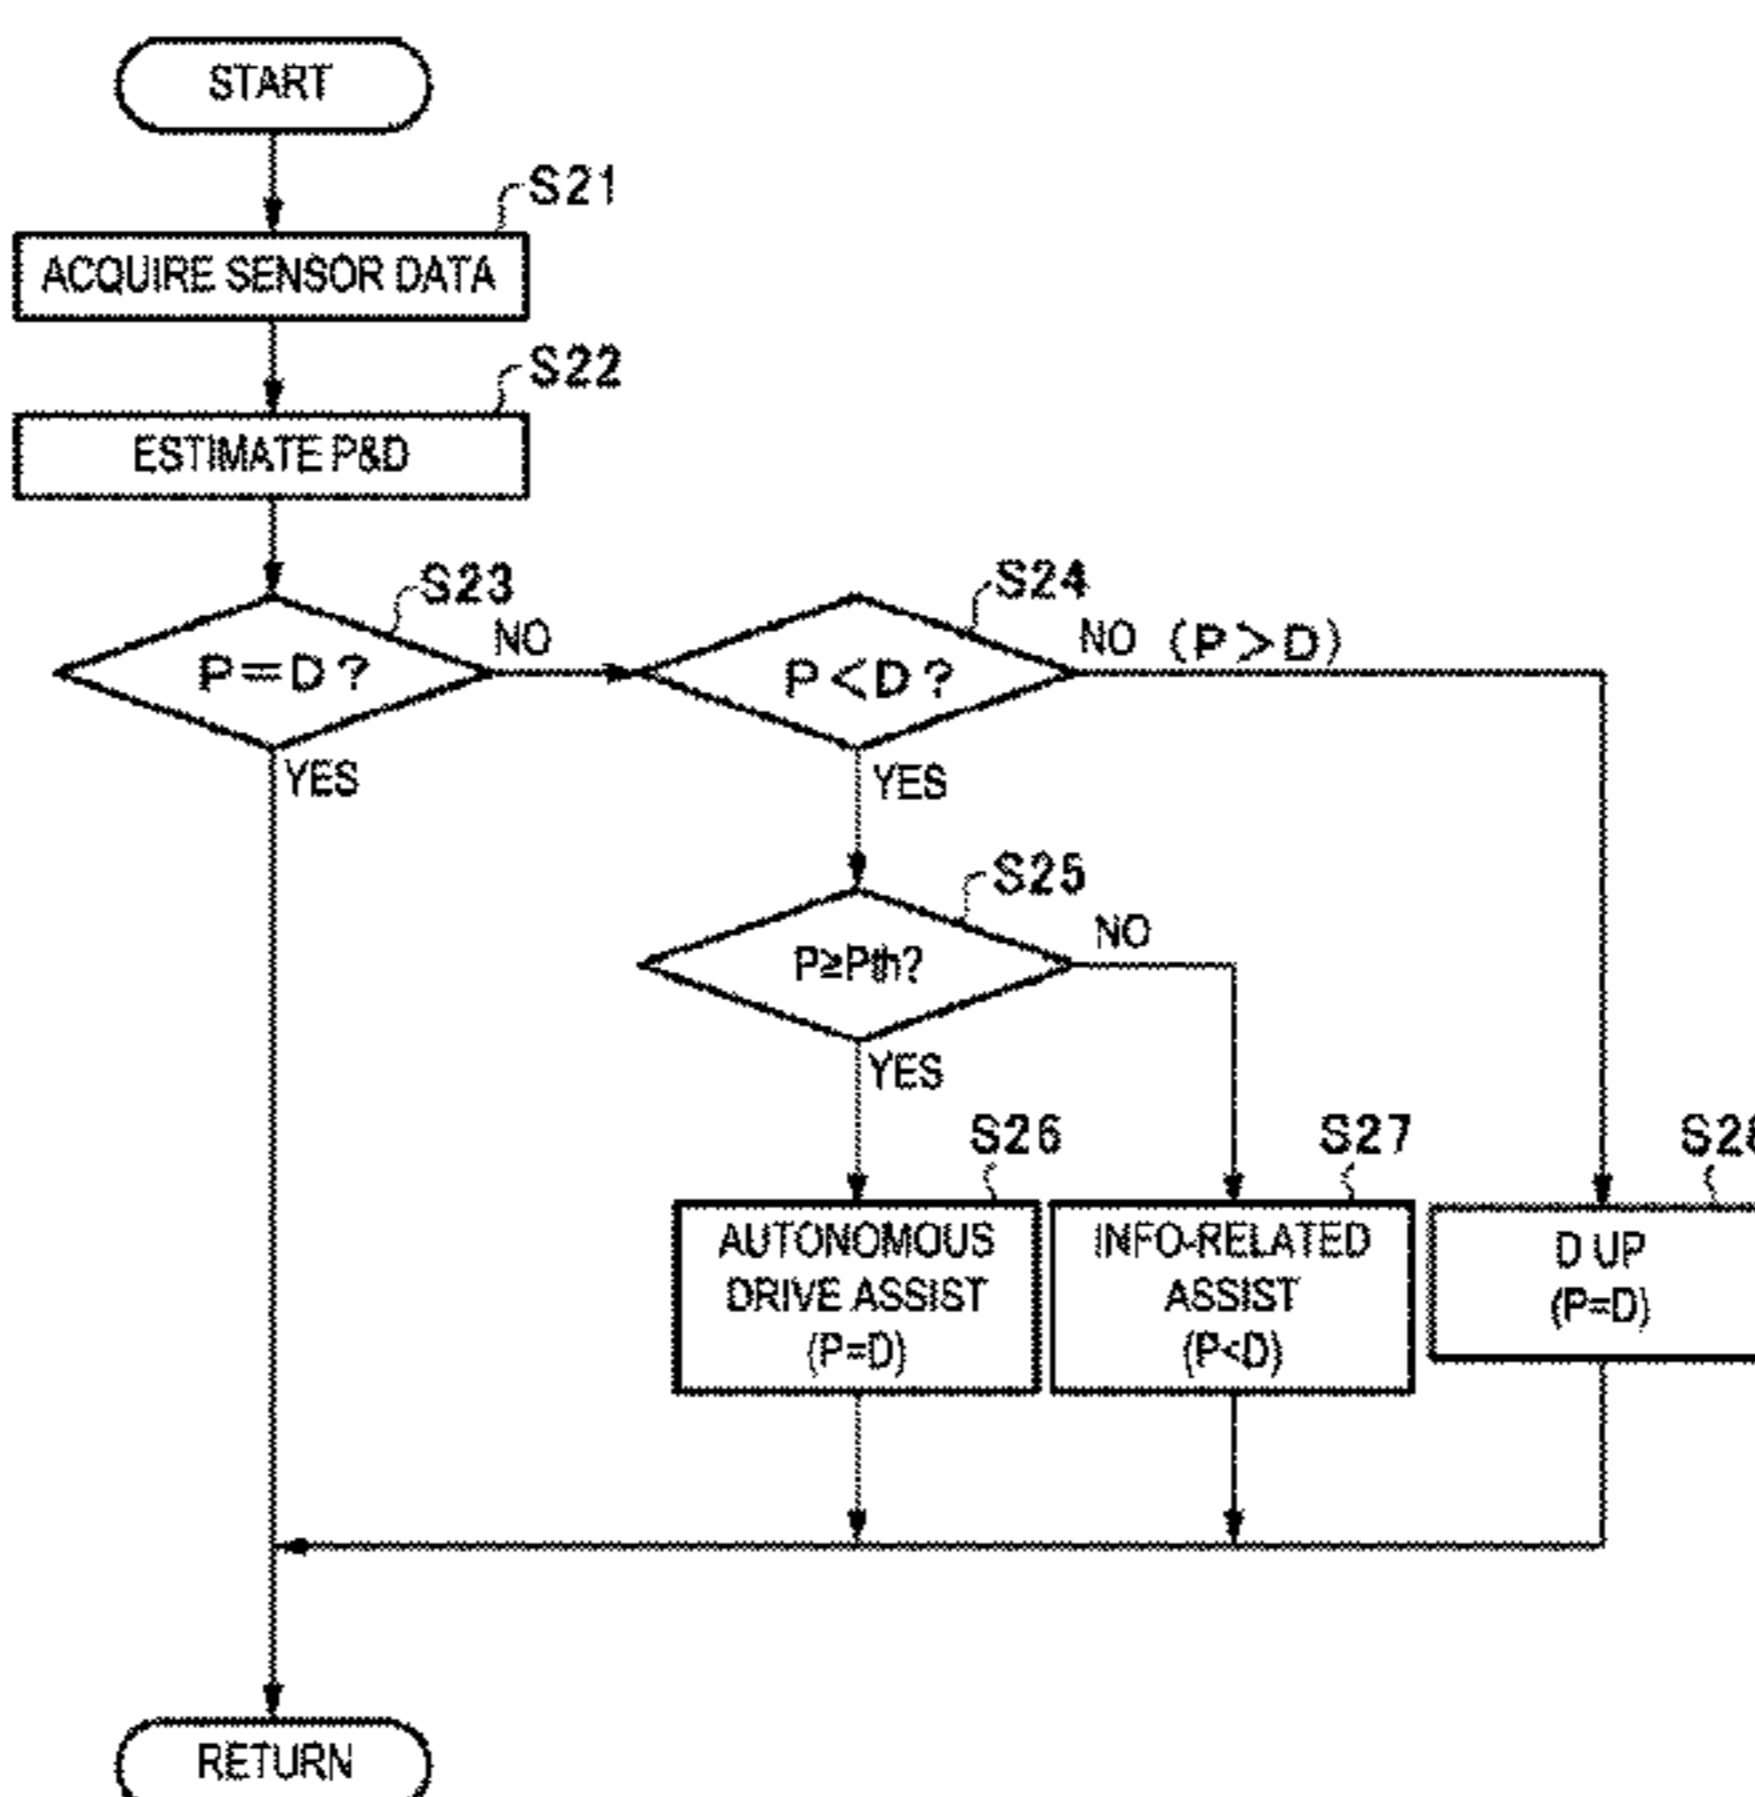 START
S21
ACQUIRE SENSOR DATA
S22
ESTIMATE P&D
S23
P=D?
NO
YES
S24
P<D?
NO (P>D)
YES
S25
P≥Pth?
NO
YES
S26
AUTONOMOUS
DRIVE ASSIST
(P=D)
S27
INFO-RELATED
ASSIST
(P<D)
S28
D UP
(P=D)
RETURN